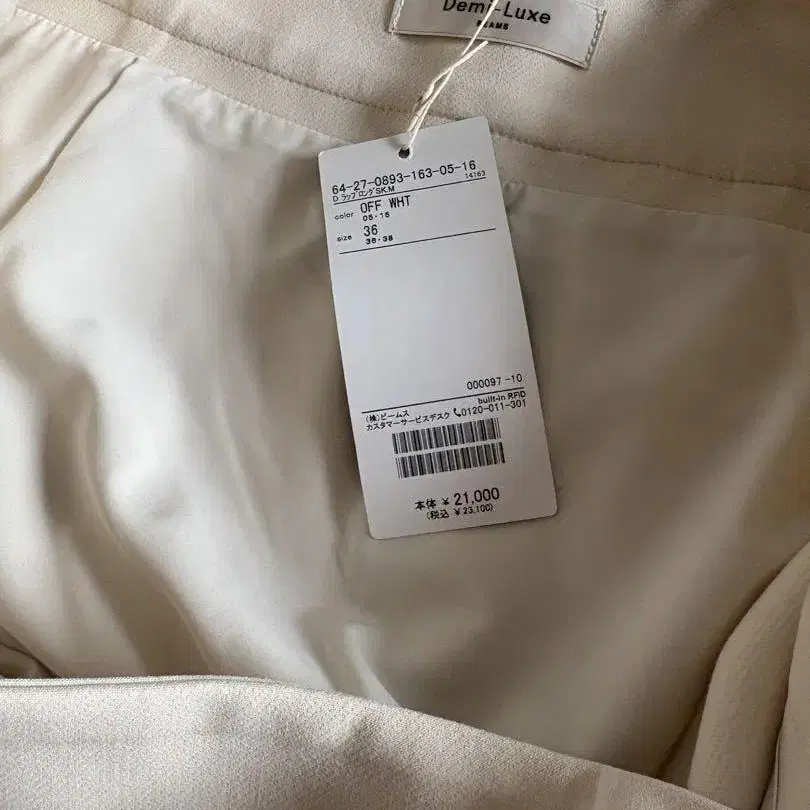 Demi-Luxe
BEAMS
64-27-0893-163-05-16
D ラップロングSK.M 14163
color OFF WHT
05-15
size 36
36・38
000097 -10
built-in RFID
(株)ビームス
カスタマーサービスデスク 0120-011-301
本体 ¥ 21,000
(税込 ¥ 23,100)